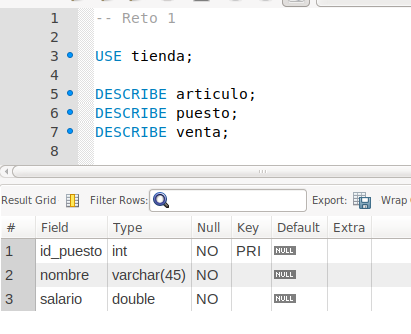 1 -- Reto 1
2
3 USE tienda;
4
5 DESCRIBE articulo;
6 DESCRIBE puesto;
7 DESCRIBE venta;
8
Result Grid Filter Rows: Export: Wrap
# Field Type Null Key Default Extra
1 id_puesto int NO PRI NULL
2 nombre varchar(45) NO NULL
3 salario double NO NULL